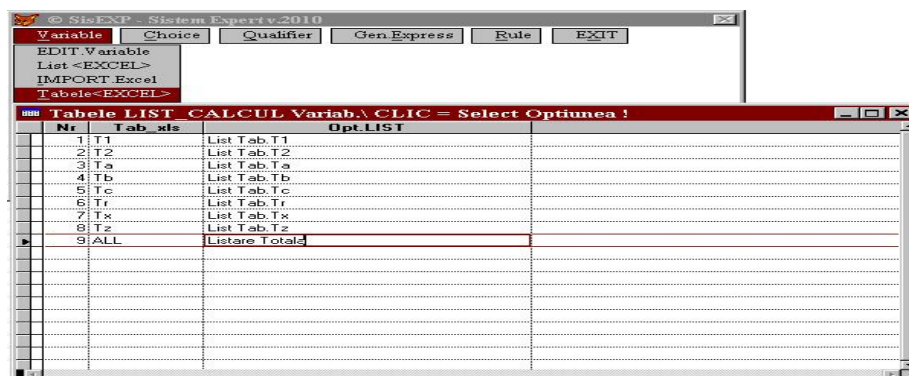 © SisEXP - Sistem Expert v.2010
Variable Choice Qualifier Gen.Express Rule EXIT
EDIT.Variable
List <EXCEL>
IMPORT.Excel
Tabele<EXCEL>
Tabele LIST_CALCUL Variab.\ CLIC = Select Optiunea !
Nr Tab_xls Opt.LIST
1 T1 List Tab.T1
2 T2 List Tab.T2
3 Ta List Tab.Ta
4 Tb List Tab.Tb
5 Tc List Tab.Tc
6 Tr List Tab.Tr
7 Tx List Tab.Tx
8 Tz List Tab.Tz
9 ALL Listare Totala